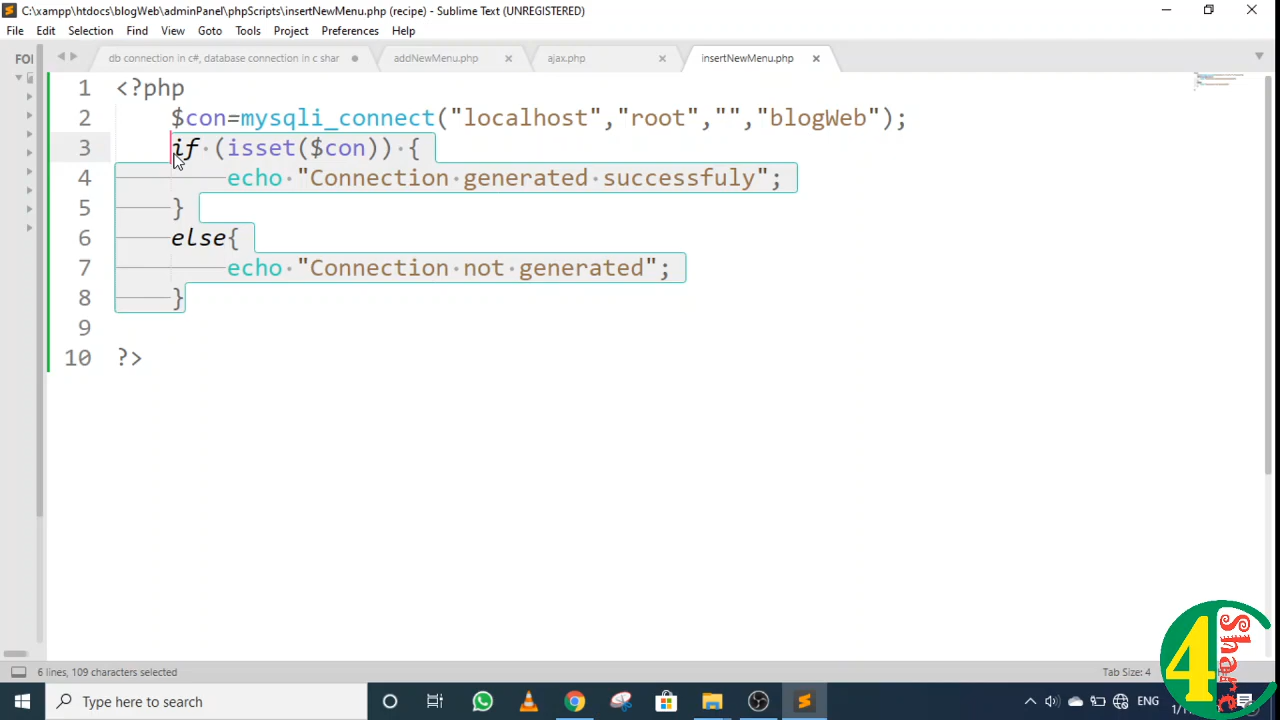 C:\xampp\htdocs\blogWeb\adminPanel\phpScripts\insertNewMenu.php (recipe) - Sublime Text (UNREGISTERED)
File Edit Selection Find View Goto Tools Project Preferences Help
FOI
db connection in c#, database connection in c shar
addNewMenu.php
ajax.php
insertNewMenu.php
1 <?php
2 $con=mysqli_connect("localhost","root","","blogWeb");
3 if (isset($con)) {
4 echo "Connection generated successfuly";
5 }
6 else{
7 echo "Connection not generated";
8 }
9
10 ?>
6 lines, 109 characters selected
Tab Size: 4
4C Share
Type here to search
ENG